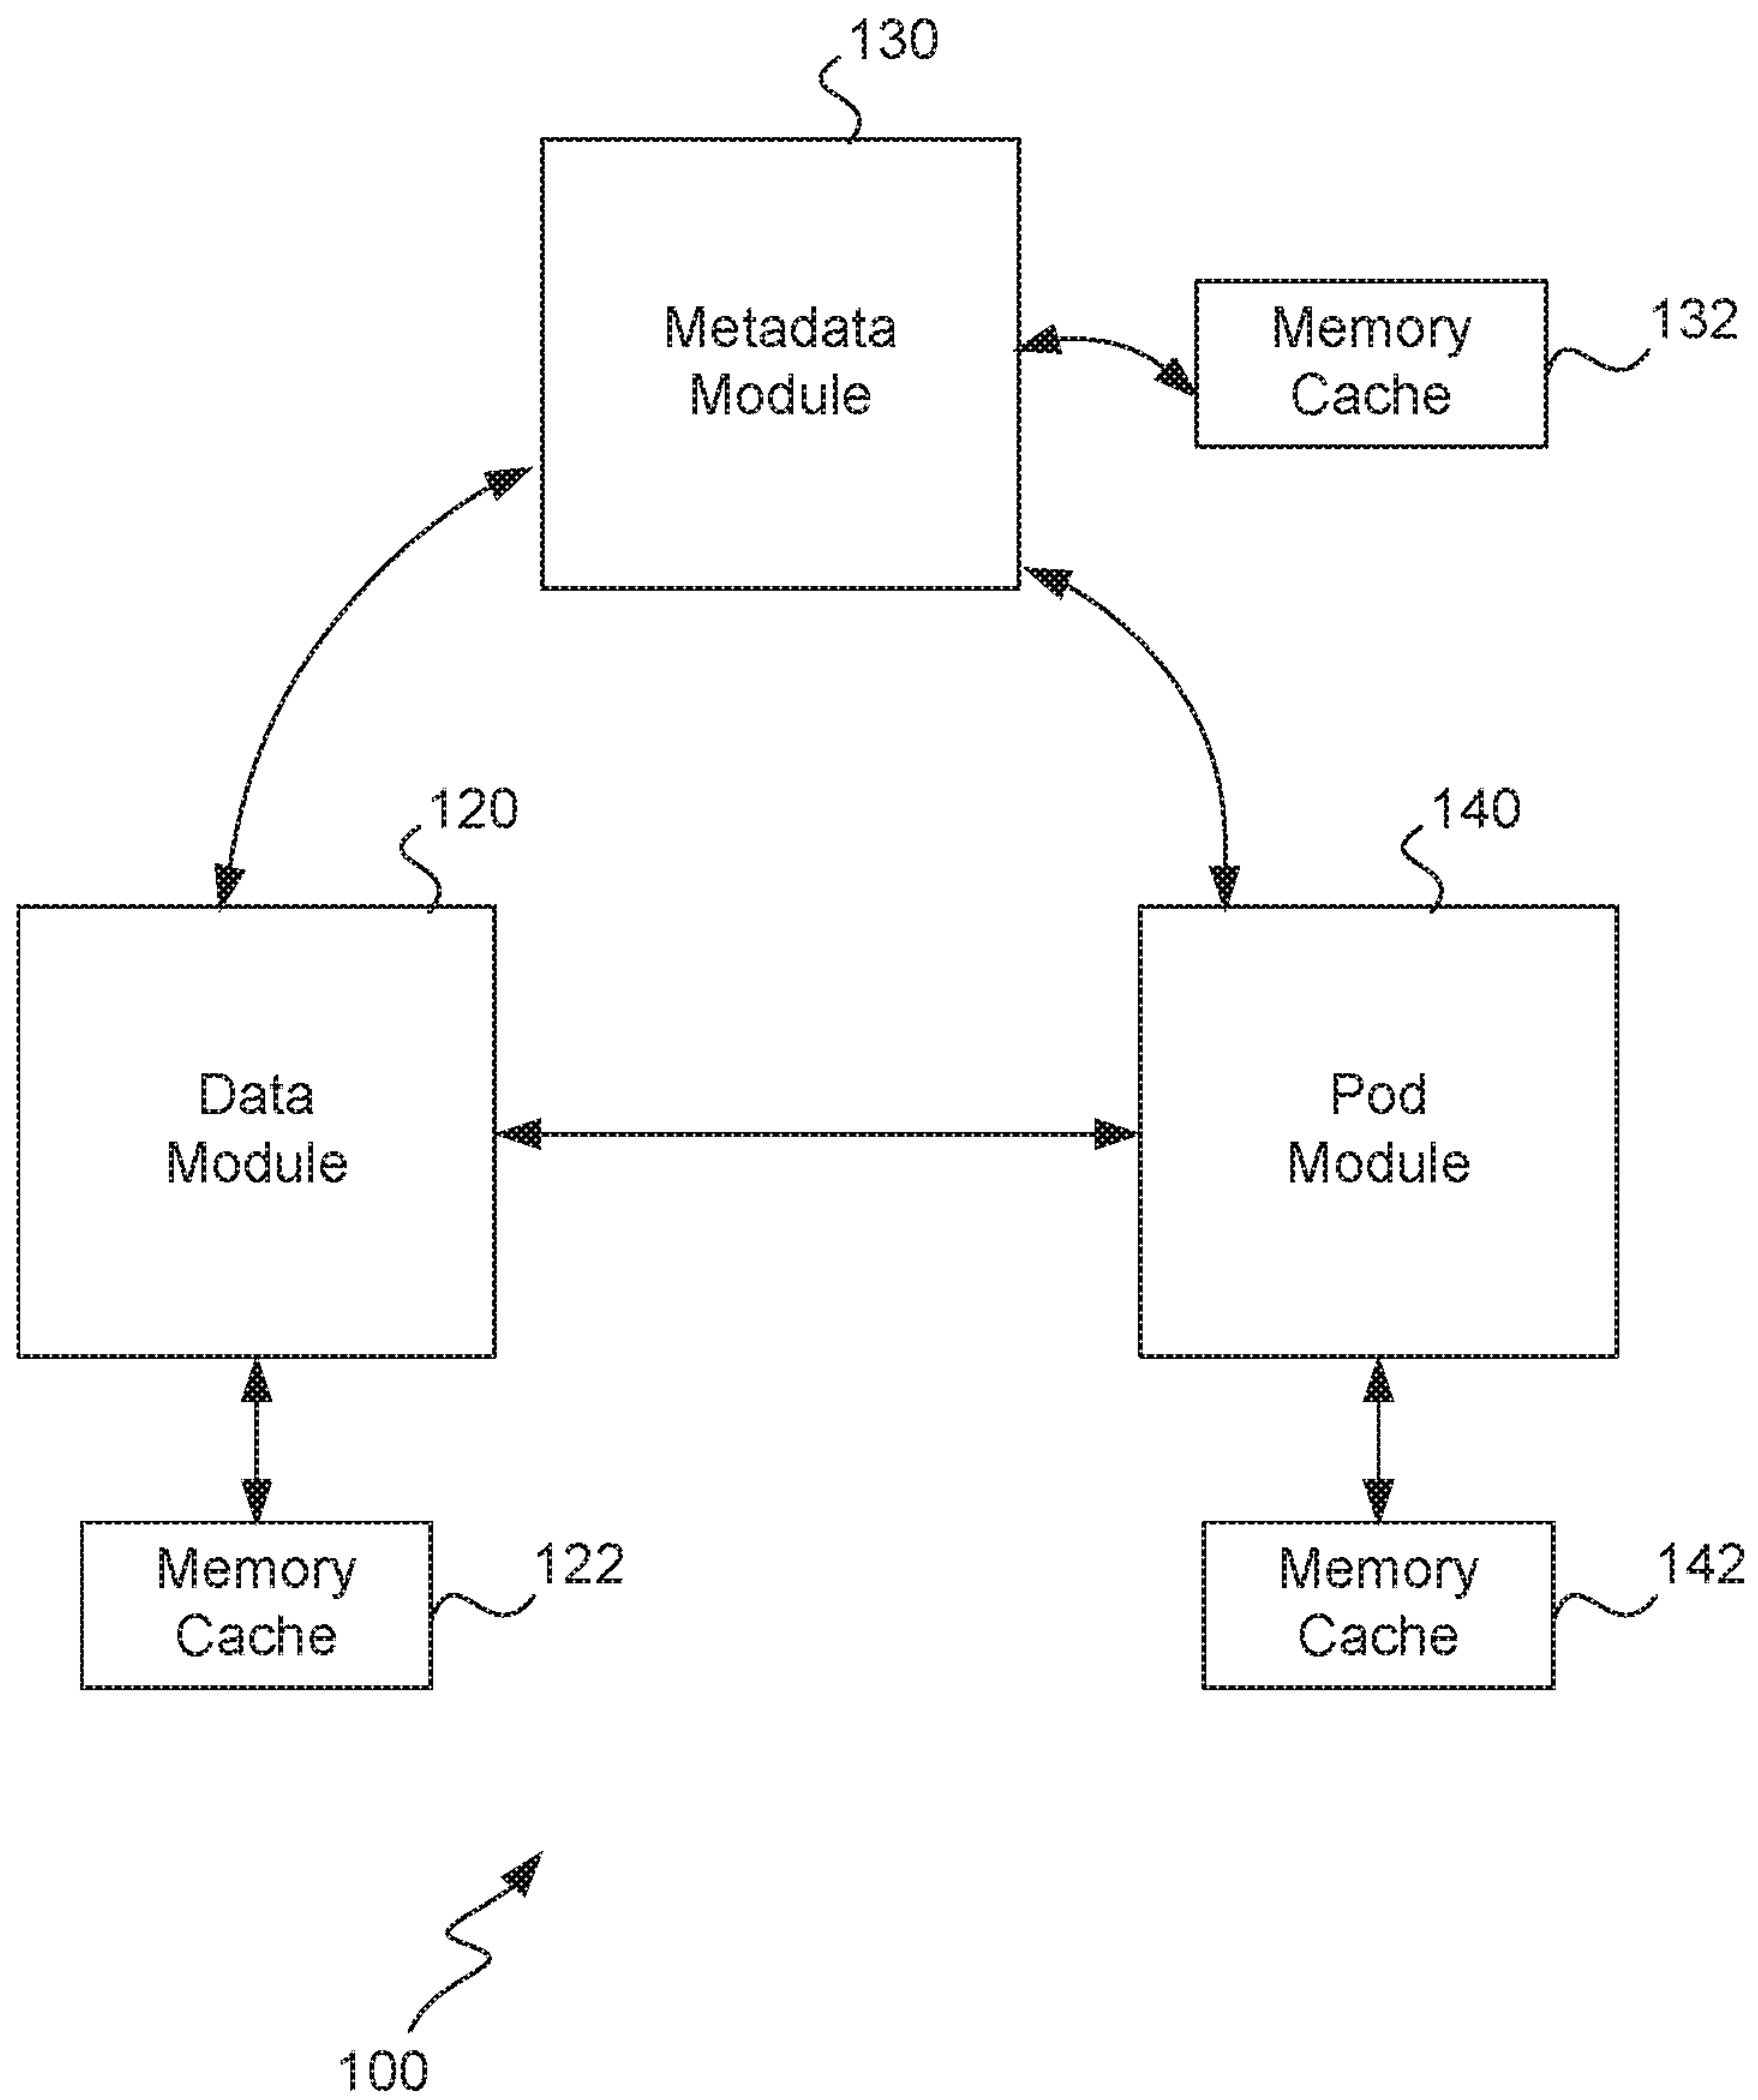 130
Metadata
Module
Memory
Cache
132
120
140
Data
Module
Pod
Module
Memory
Cache
122
Memory
Cache
142
100